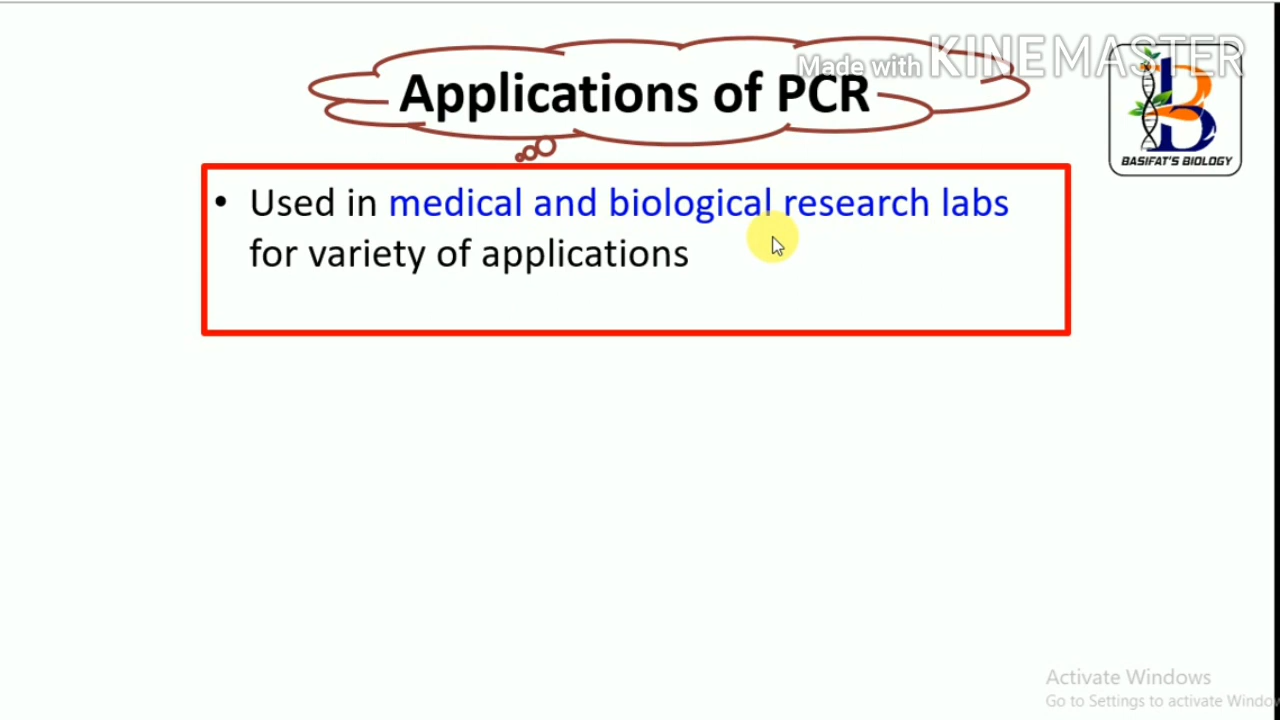 Made with KINEMASTER
Applications of PCR
BASIFAT'S BIOLOGY
• Used in medical and biological research labs
for variety of applications
Activate Windows
Go to Settings to activate Windo